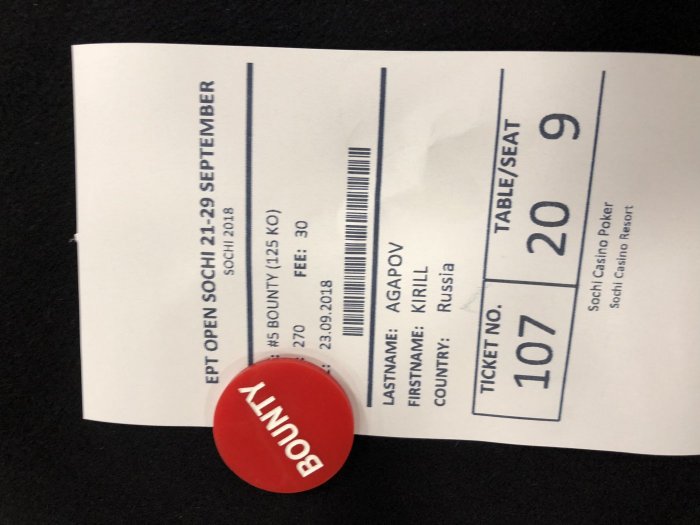 EPT OPEN SOCHI 21-29 SEPTEMBER
SOCHI 2018
: #5 BOUNTY (125 KO)
: 270 FEE: 30
: 23.09.2018
LASTNAME: AGAPOV
FIRSTNAME: KIRILL
COUNTRY: Russia
TICKET NO. TABLE/SEAT
107 20 9
Sochi Casino Poker
Sochi Casino Resort
BOUNTY